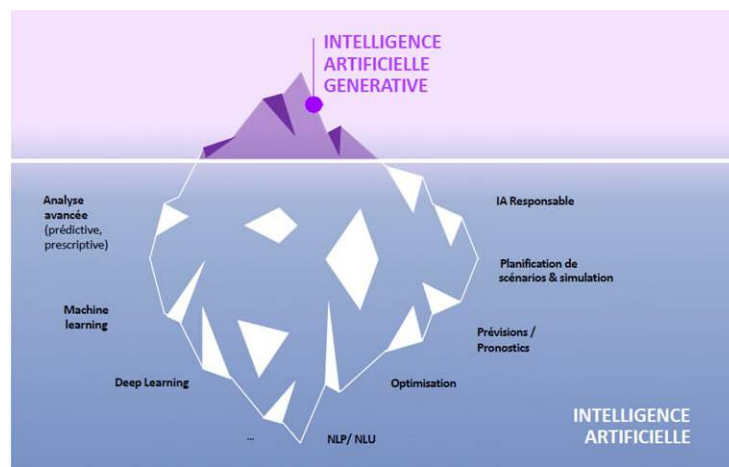 INTELLIGENCE
ARTIFICIELLE
GENERATIVE
Analyse
avancée
(prédictive,
prescriptive)
IA Responsable
Planification de
scénarios & simulation
Machine
learning
Prévisions /
Pronostics
Deep Learning
Optimisation
...
NLP/ NLU
INTELLIGENCE
ARTIFICIELLE